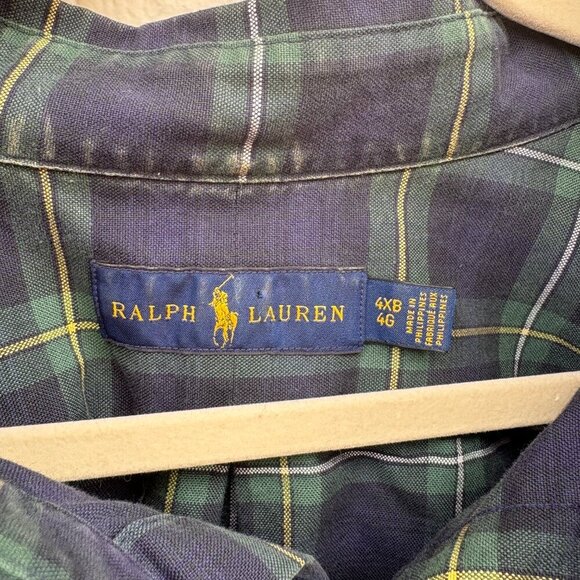 RALPH LAUREN
4XB
4G
MADE IN
PHILIPPINES
FABRIQUÉ AUX
PHILIPPINES